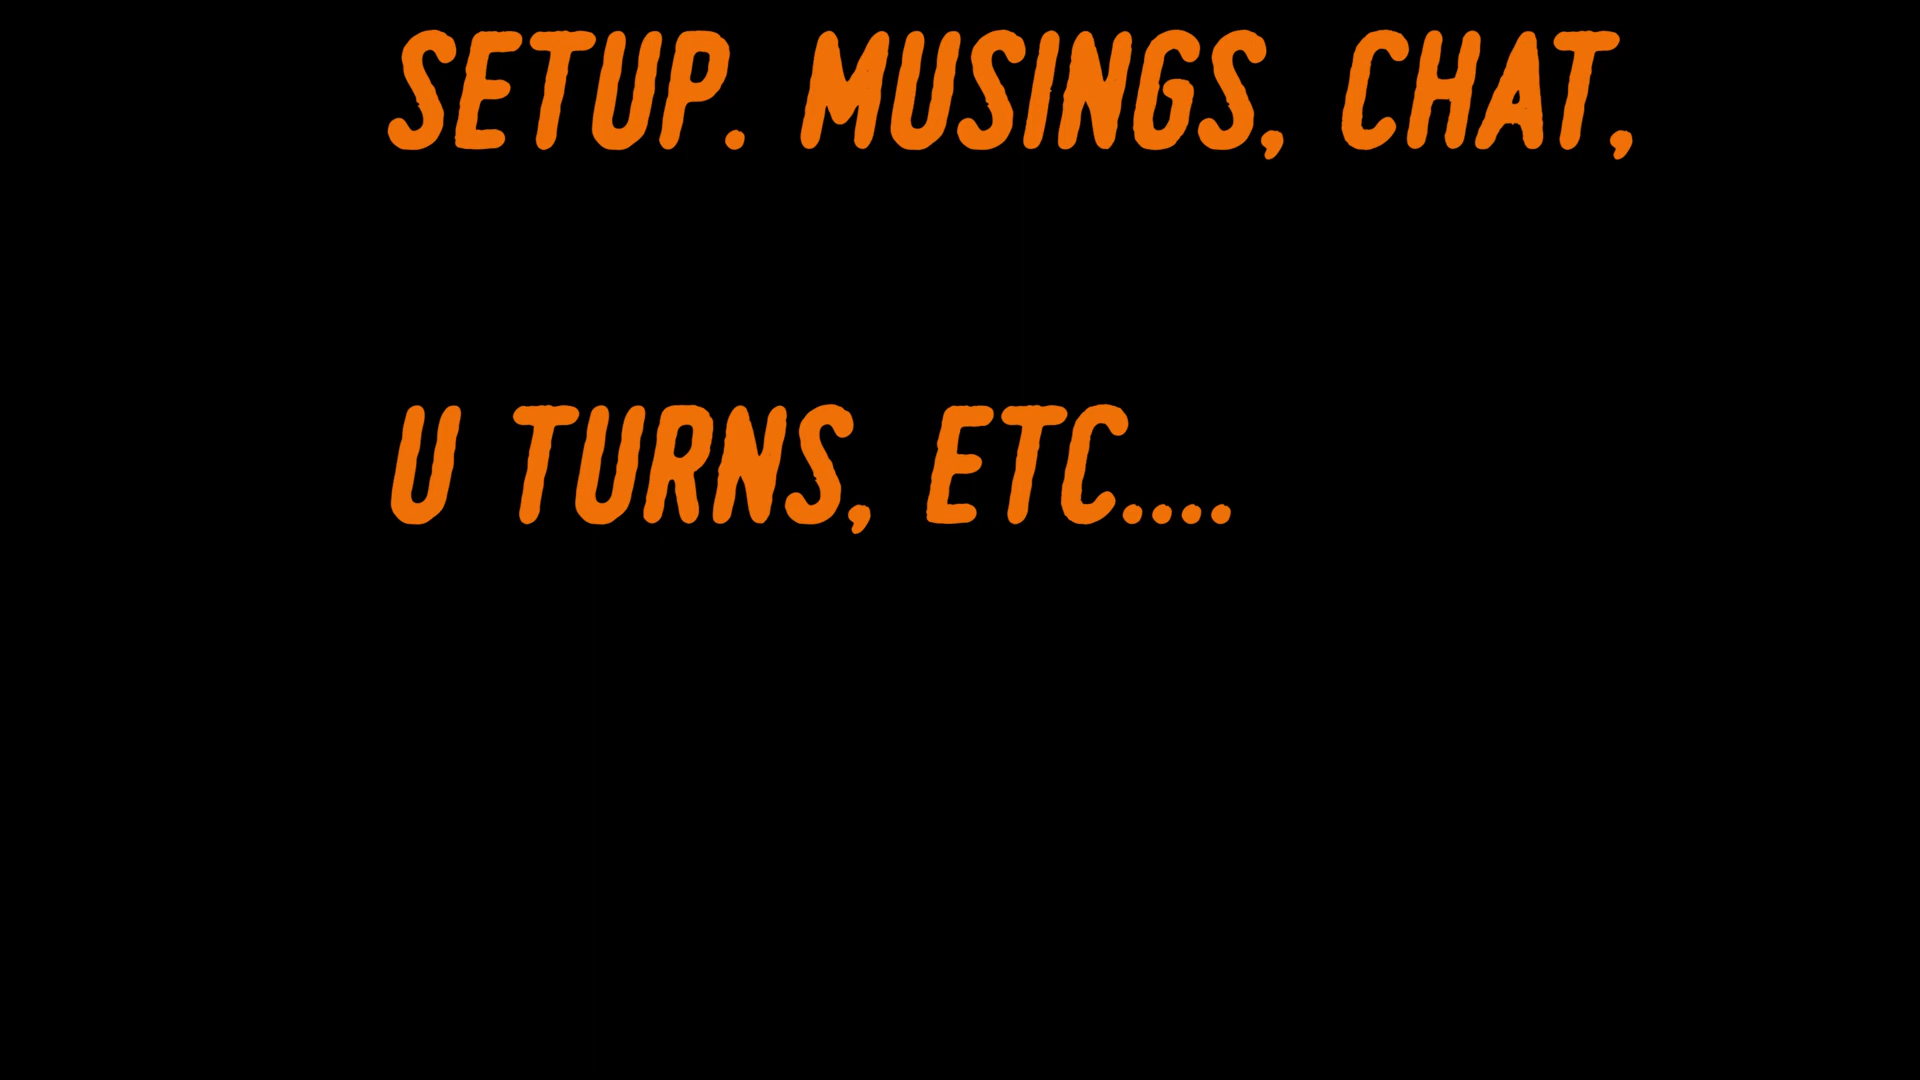 SETUP. MUSINGS, CHAT,
U TURNS, ETC....